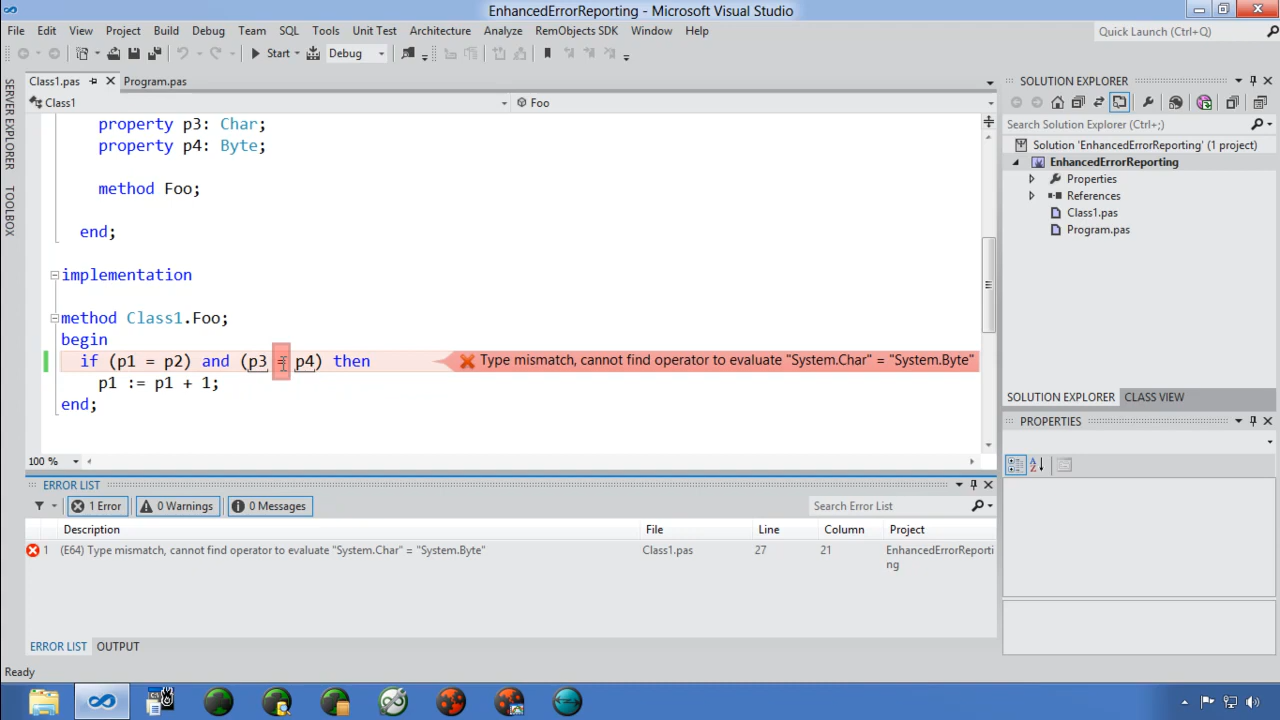 EnhancedErrorReporting - Microsoft Visual Studio
File Edit View Project Build Debug Team SQL Tools Unit Test Architecture Analyze RemObjects SDK Window Help
Quick Launch (Ctrl+Q)
Start Debug
SERVER EXPLORER
TOOLBOX
Class1.pas Program.pas
Class1 Foo
property p3: Char;
property p4: Byte;
method Foo;
end;
implementation
method Class1.Foo;
begin
if (p1 = p2) and (p3 = p4) then
Type mismatch, cannot find operator to evaluate "System.Char" = "System.Byte"
p1 := p1 + 1;
end;
100 %
SOLUTION EXPLORER
Search Solution Explorer (Ctrl+;)
Solution 'EnhancedErrorReporting' (1 project)
EnhancedErrorReporting
Properties
References
Class1.pas
Program.pas
SOLUTION EXPLORER CLASS VIEW
PROPERTIES
ERROR LIST
1 Error 0 Warnings 0 Messages
Search Error List
Description File Line Column Project
1 (E64) Type mismatch, cannot find operator to evaluate "System.Char" = "System.Byte" Class1.pas 27 21 EnhancedErrorReporti
ng
ERROR LIST OUTPUT
Ready